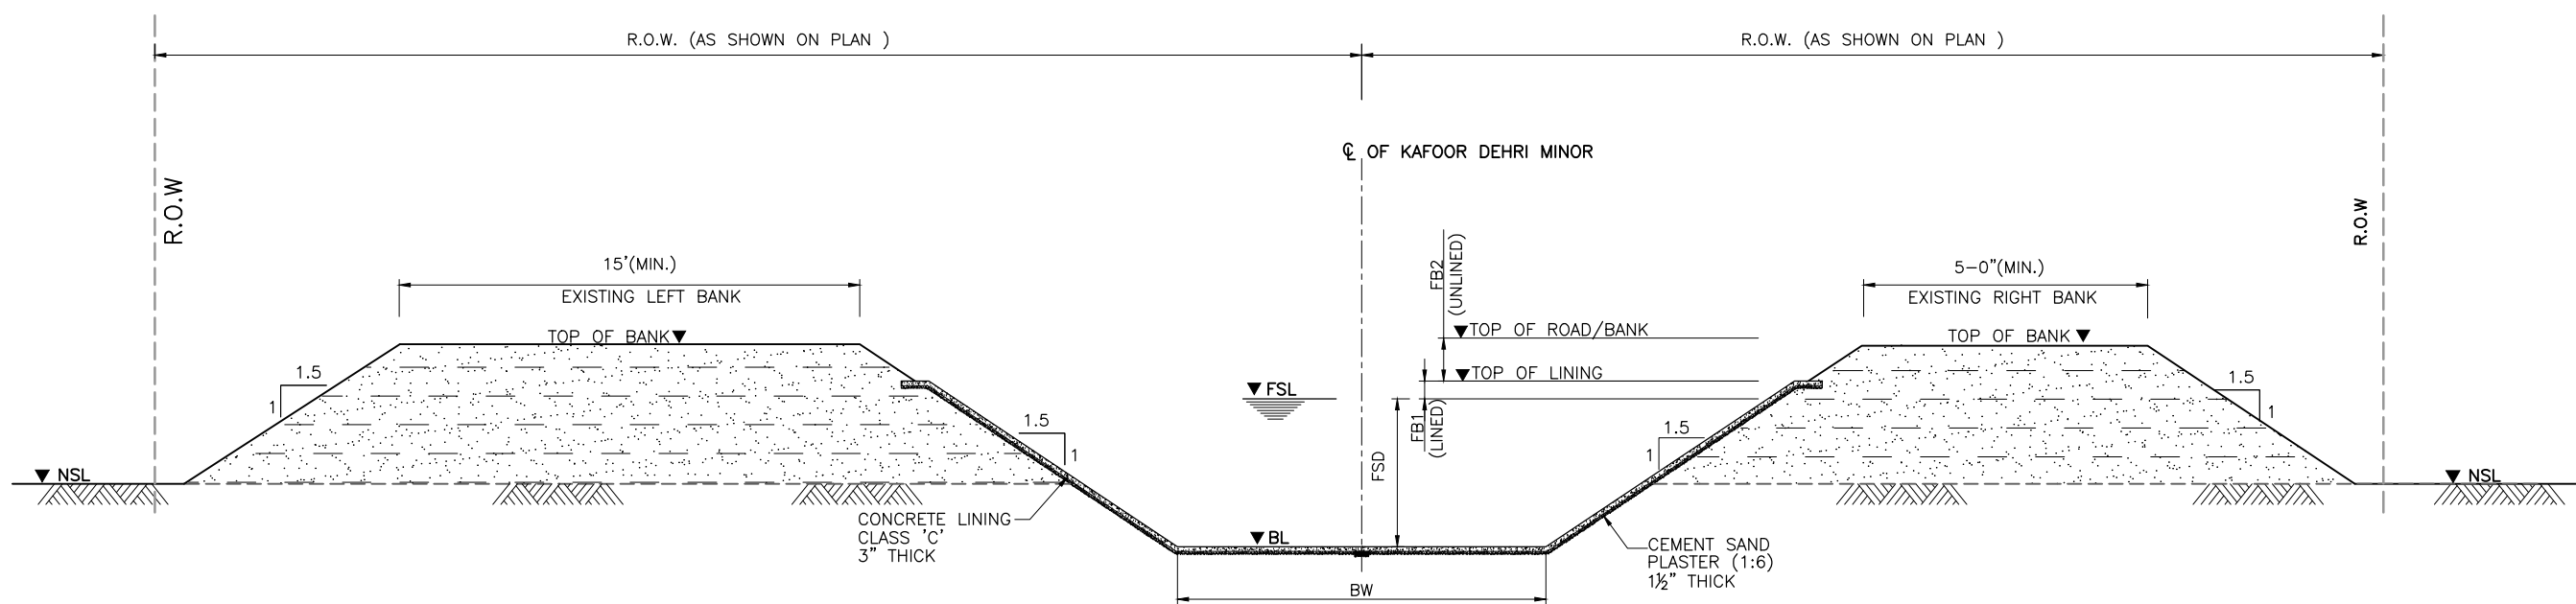 R.O.W. (AS SHOWN ON PLAN )
R.O.W. (AS SHOWN ON PLAN )
℄ OF KAFOOR DEHRI MINOR
R.O.W
R.O.W
15'(MIN.)
EXISTING LEFT BANK
FB2
(UNLINED)
5-0"(MIN.)
EXISTING RIGHT BANK
TOP OF BANK
TOP OF ROAD/BANK
TOP OF BANK
1.5
1
FSL
TOP OF LINING
1.5
1
1.5
1
FB1
(LINED)
1.5
1
FSD
NSL
NSL
CONCRETE LINING
CLASS 'C'
3" THICK
BL
CEMENT SAND
PLASTER (1:6)
1½" THICK
BW